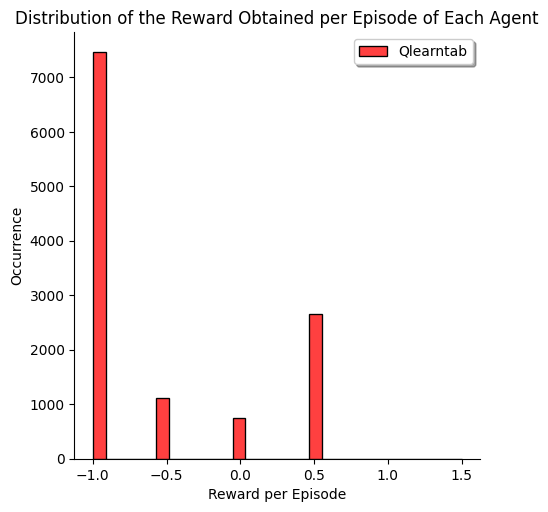 Distribution of the Reward Obtained per Episode of Each Agent
Qlearntab
7000
6000
5000
4000
3000
2000
1000
0
Occurrence
−1.0 −0.5 0.0 0.5 1.0 1.5
Reward per Episode